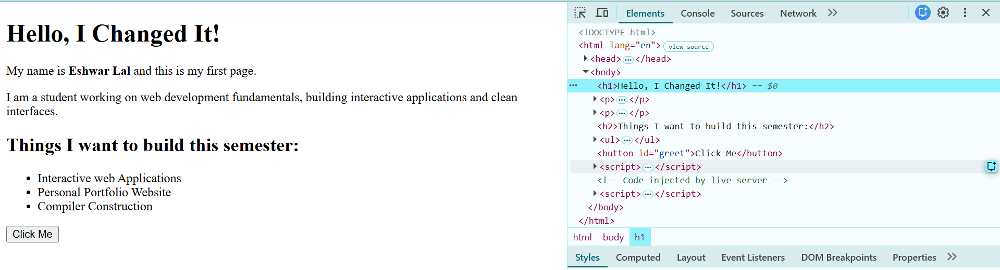 Hello, I Changed It!
My name is Eshwar Lal and this is my first page.
I am a student working on web development fundamentals, building interactive applications and clean
interfaces.
Things I want to build this semester:
• Interactive web Applications
• Personal Portfolio Website
• Compiler Construction
Click Me
Elements Console Sources Network
<!DOCTYPE html>
<html lang="en"> view-source
<head>…</head>
<body>
<h1>Hello, I Changed It!</h1> == $0
<p>…</p>
<p>…</p>
<h2>Things I want to build this semester:</h2>
<ul>…</ul>
<button id="greet">Click Me</button>
<script>…</script>
<!-- Code injected by live-server -->
<script>…</script>
</body>
</html>
html body h1
Styles Computed Layout Event Listeners DOM Breakpoints Properties